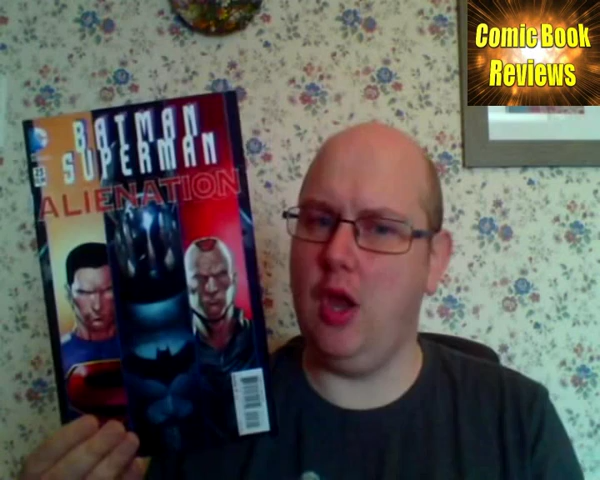 Comic Book
Reviews
BATMAN
SUPERMAN
ALIENATION